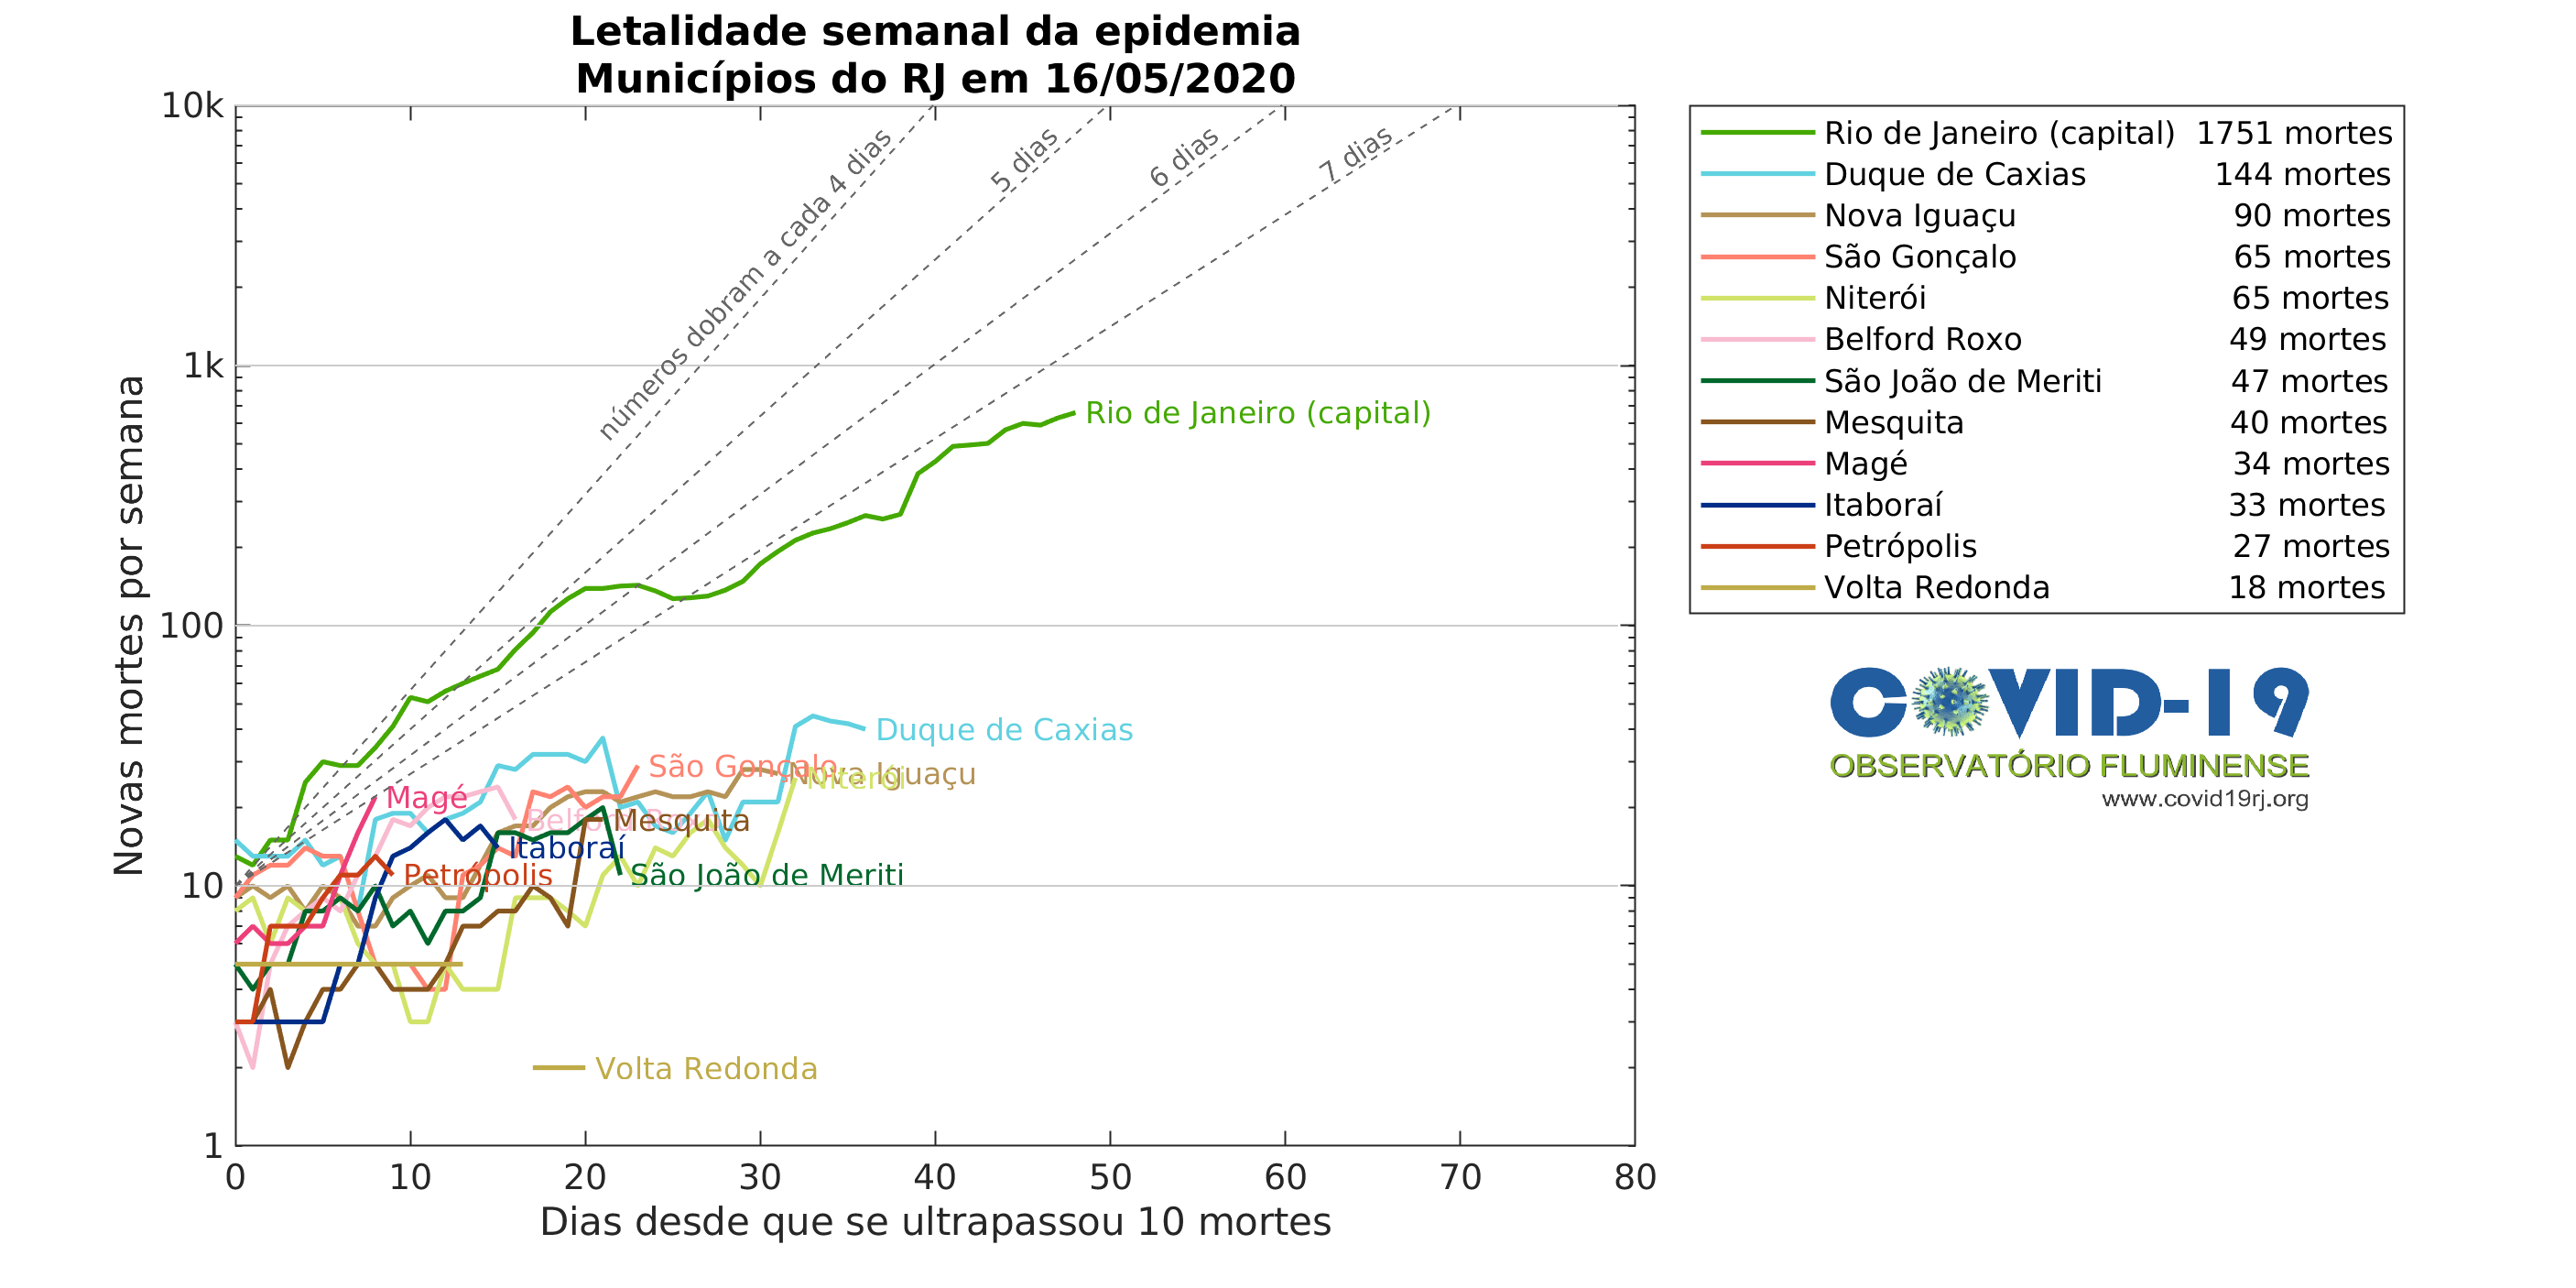 Letalidade semanal da epidemia
Municípios do RJ em 16/05/2020
Novas mortes por semana
10k
1k
100
10
1
números dobram a cada 4 dias
5 dias
6 dias
7 dias
Rio de Janeiro (capital)
Duque de Caxias
São Gonçalo
Nova Iguaçu
Niterói
Magé
Belford Roxo
Mesquita
Itaboraí
Petrópolis
São João de Meriti
Volta Redonda
0 10 20 30 40 50 60 70 80
Dias desde que se ultrapassou 10 mortes
Rio de Janeiro (capital) 1751 mortes
Duque de Caxias 144 mortes
Nova Iguaçu 90 mortes
São Gonçalo 65 mortes
Niterói 65 mortes
Belford Roxo 49 mortes
São João de Meriti 47 mortes
Mesquita 40 mortes
Magé 34 mortes
Itaboraí 33 mortes
Petrópolis 27 mortes
Volta Redonda 18 mortes
COVID-19
OBSERVATÓRIO FLUMINENSE
www.covid19rj.org